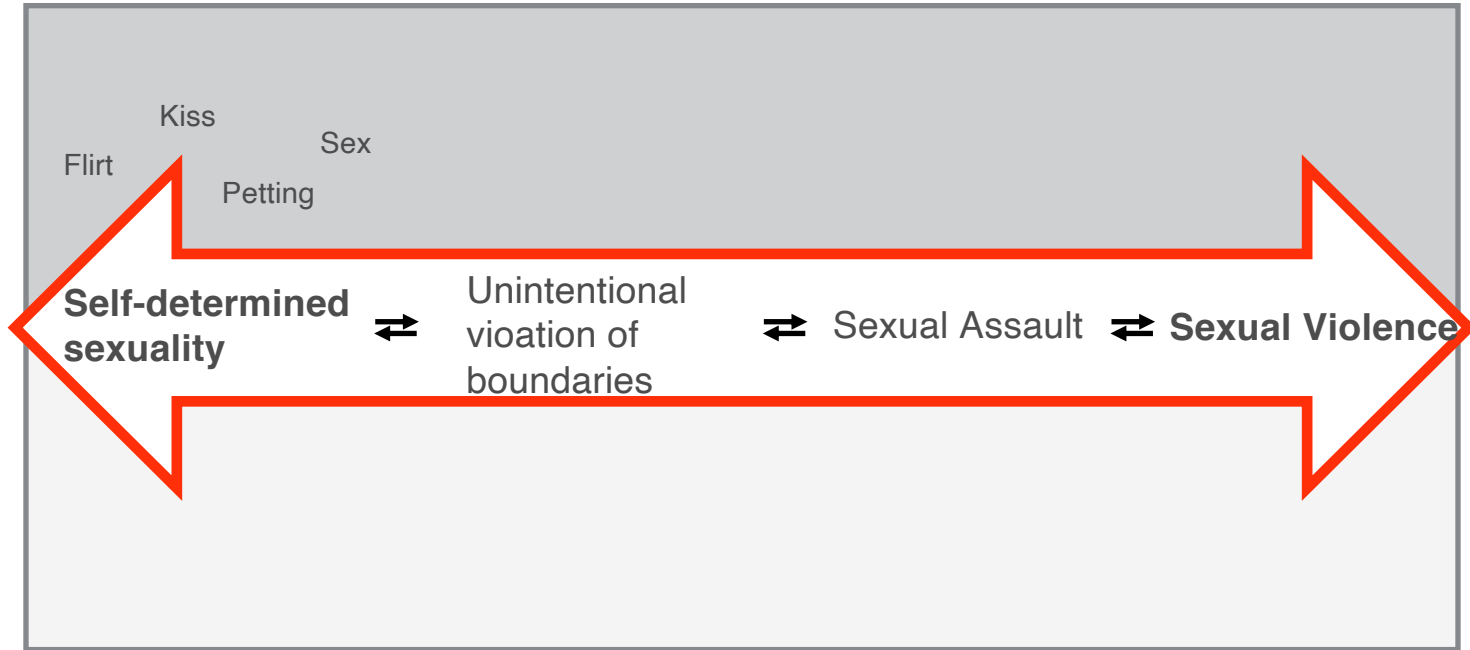 Kiss
Sex
Flirt
Petting
Self-determined
sexuality
Unintentional
vioation of
boundaries
Sexual Assault
Sexual Violence